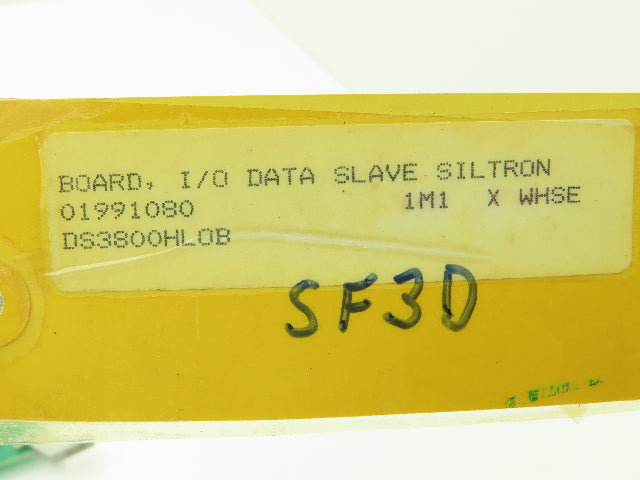 BOARD, I/O DATA SLAVE SILTRON
01991080 1M1 X WHSE
DS3800HLOB
SF3D